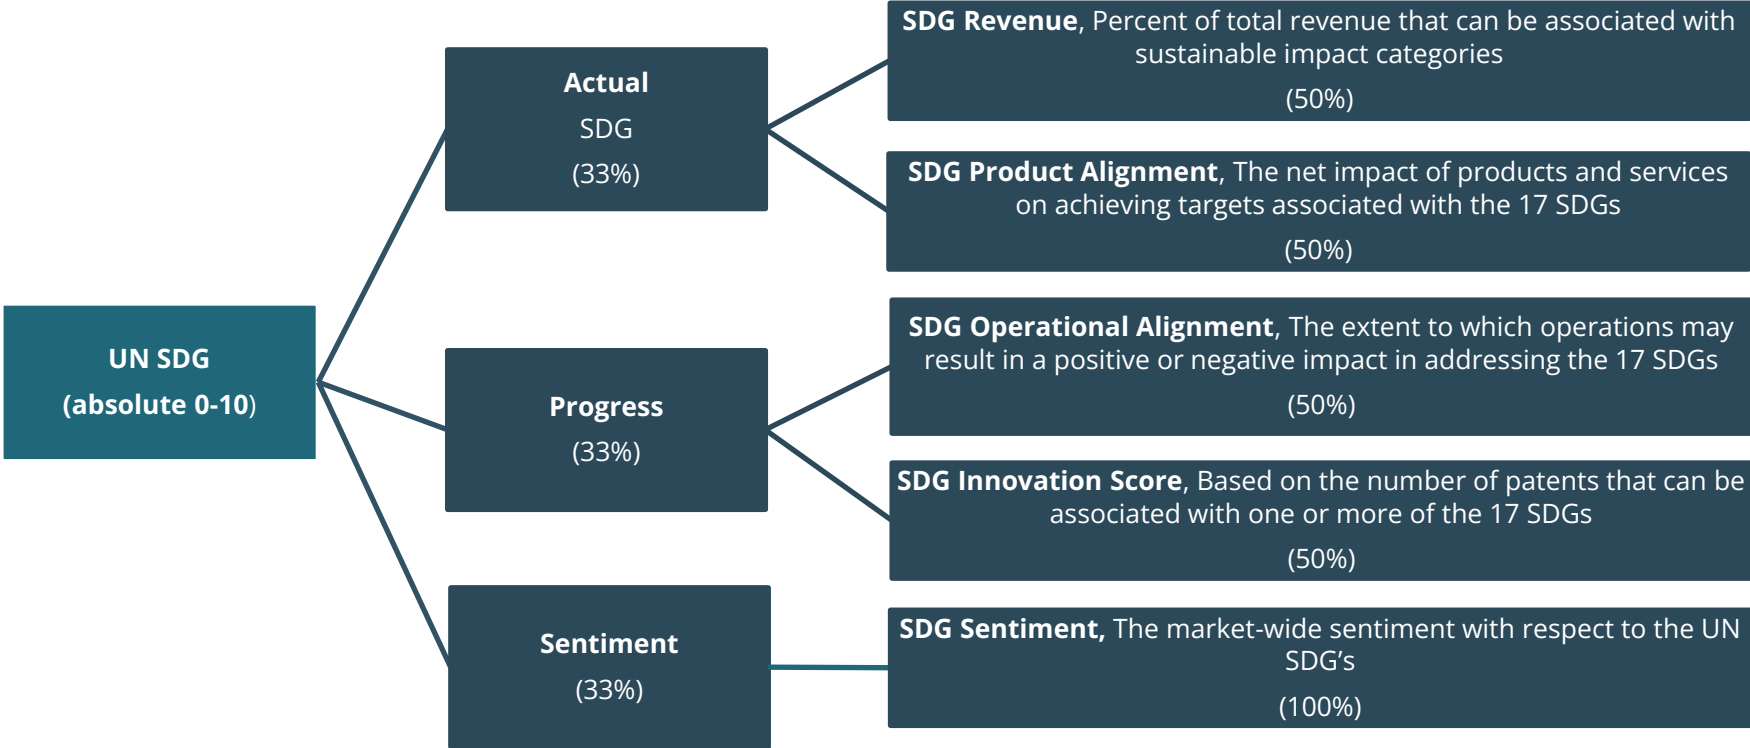 UN SDG
(absolute 0-10)
Actual
SDG
(33%)
SDG Revenue, Percent of total revenue that can be associated with
sustainable impact categories
(50%)
SDG Product Alignment, The net impact of products and services
on achieving targets associated with the 17 SDGs
(50%)
Progress
(33%)
SDG Operational Alignment, The extent to which operations may
result in a positive or negative impact in addressing the 17 SDGs
(50%)
SDG Innovation Score, Based on the number of patents that can be
associated with one or more of the 17 SDGs
(50%)
Sentiment
(33%)
SDG Sentiment, The market-wide sentiment with respect to the UN
SDG’s
(100%)